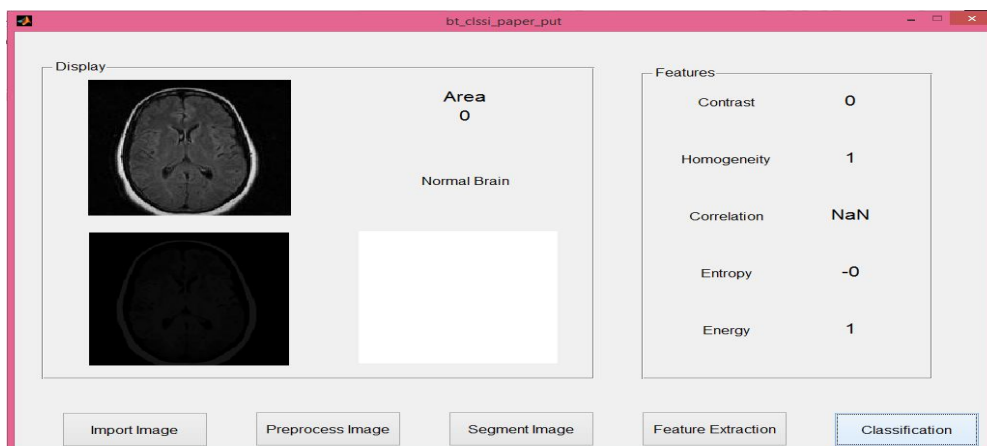 bt_clssi_paper_put
Display
Area
0
Normal Brain
Features
Contrast 0
Homogeneity 1
Correlation NaN
Entropy -0
Energy 1
Import Image Preprocess Image Segment Image Feature Extraction Classification